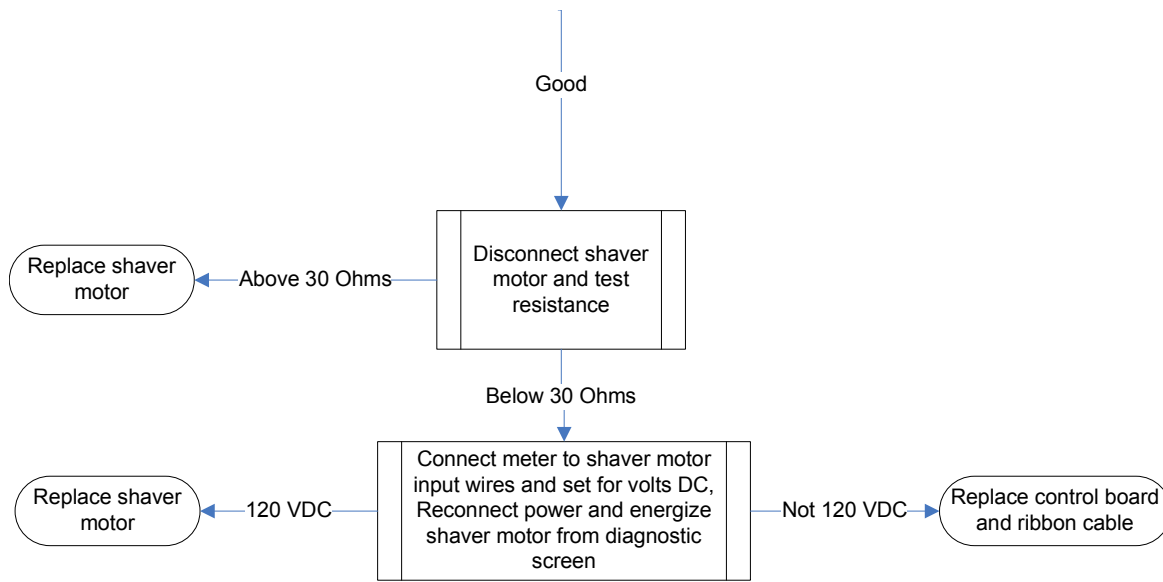 Good
Disconnect shaver
motor and test
resistance
Replace shaver
motor
Above 30 Ohms
Below 30 Ohms
Connect meter to shaver motor
input wires and set for volts DC,
Reconnect power and energize
shaver motor from diagnostic
screen
Replace shaver
motor
120 VDC
Not 120 VDC
Replace control board
and ribbon cable